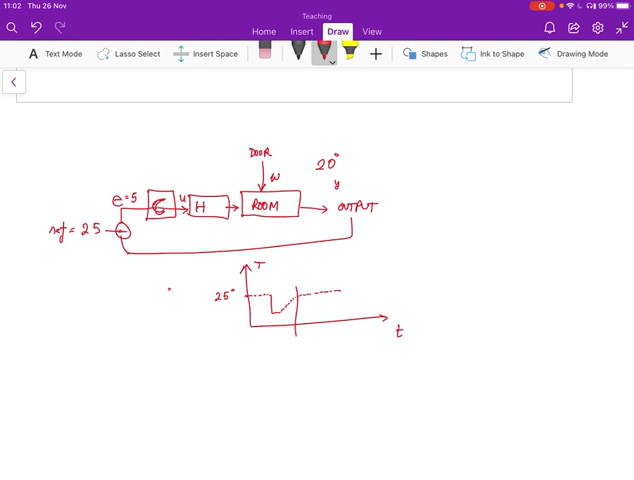 11:02 Thu 26 Nov
99%
Teaching
Home Insert Draw View
Text Mode Lasso Select Insert Space Shapes Ink to Shape Drawing Mode
DOOR
20°
w
y
e=5
C
u
H
ROOM
OUTPUT
ref = 25
T
25°
t